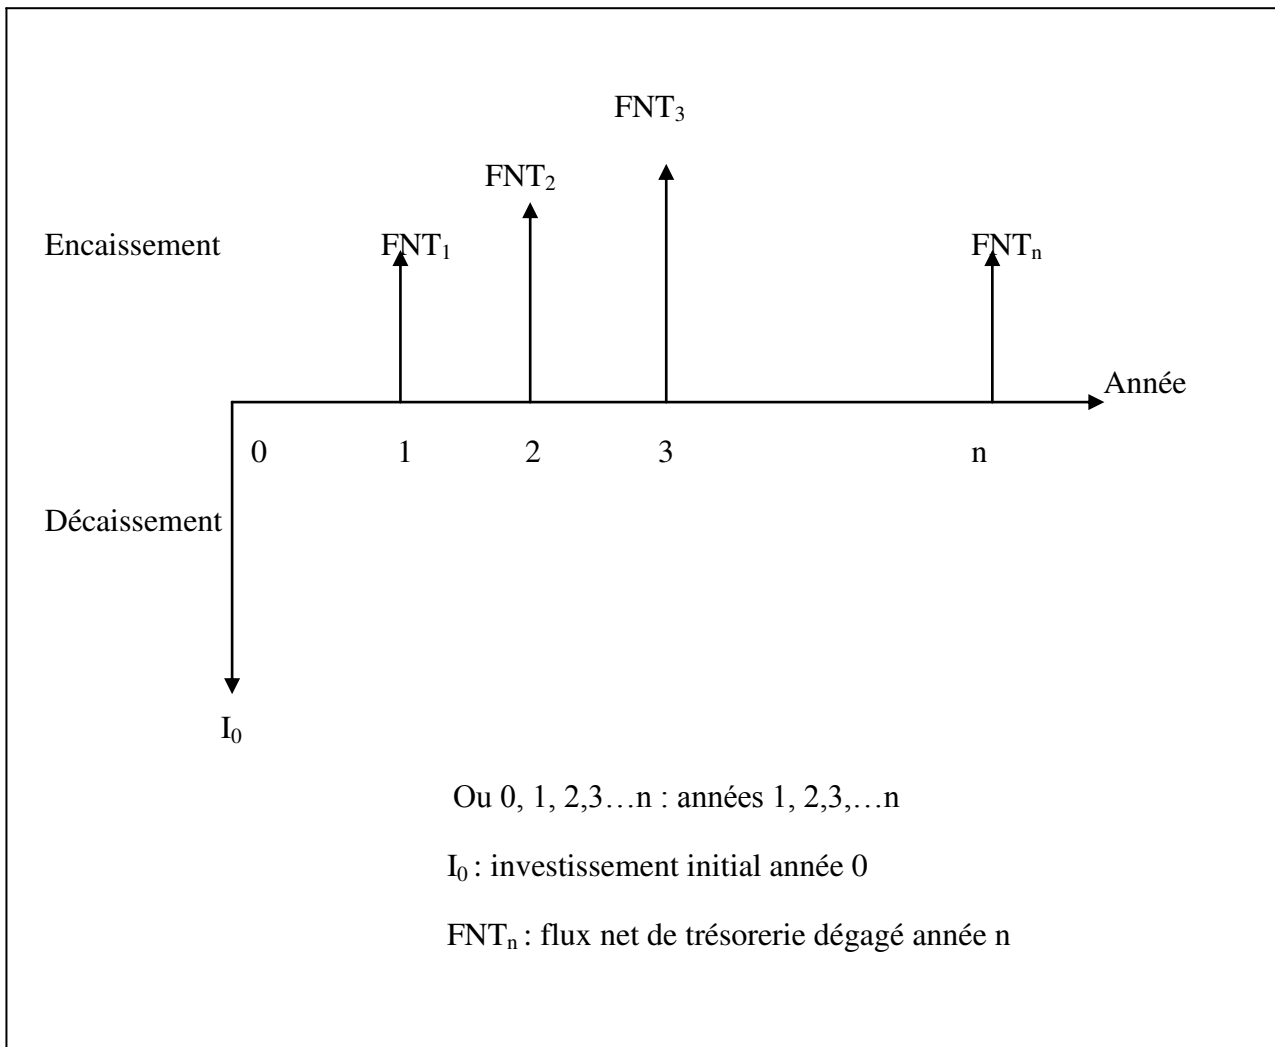 FNT₃
FNT₂
Encaissement FNT₁ FNTₙ
Année
0 1 2 3 n
Décaissement
I₀
Ou 0, 1, 2,3…n : années 1, 2,3,…n
I₀ : investissement initial année 0
FNTₙ : flux net de trésorerie dégagé année n